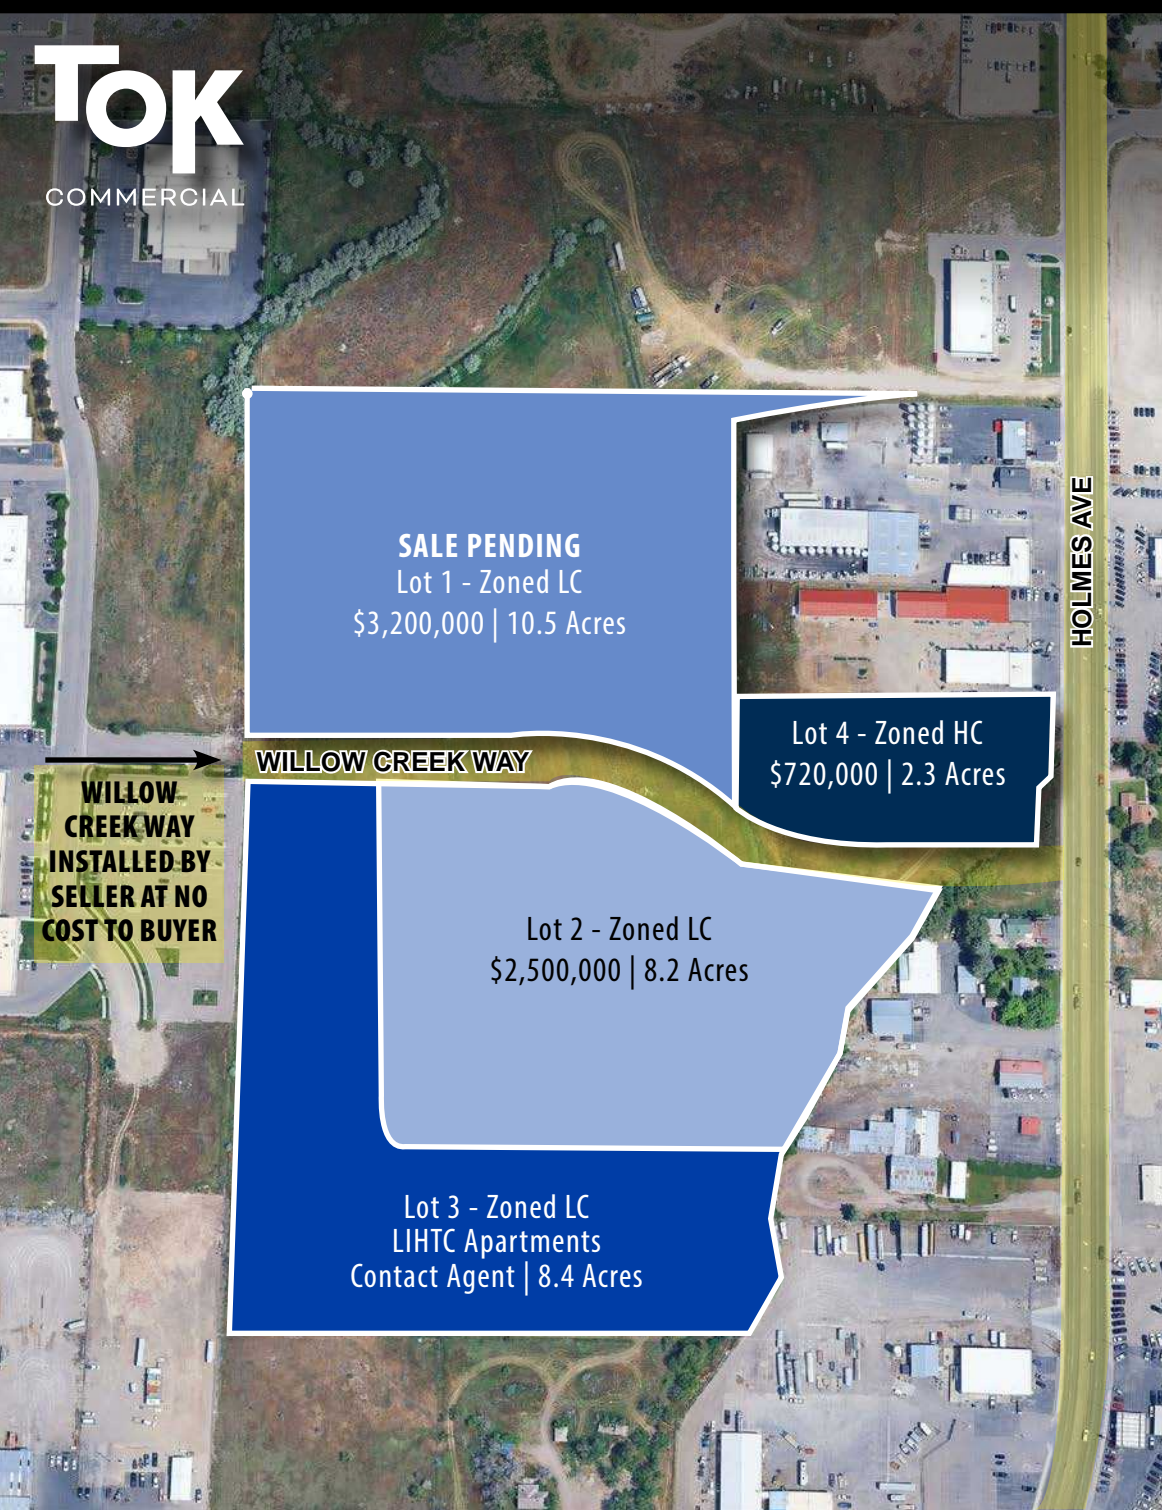 TOK
COMMERCIAL
SALE PENDING
Lot 1 - Zoned LC
$3,200,000 | 10.5 Acres
HOLMES AVE
Lot 4 - Zoned HC
$720,000 | 2.3 Acres
WILLOW CREEK WAY
WILLOW
CREEK WAY
INSTALLED BY
SELLER AT NO
COST TO BUYER
Lot 2 - Zoned LC
$2,500,000 | 8.2 Acres
Lot 3 - Zoned LC
LIHTC Apartments
Contact Agent | 8.4 Acres